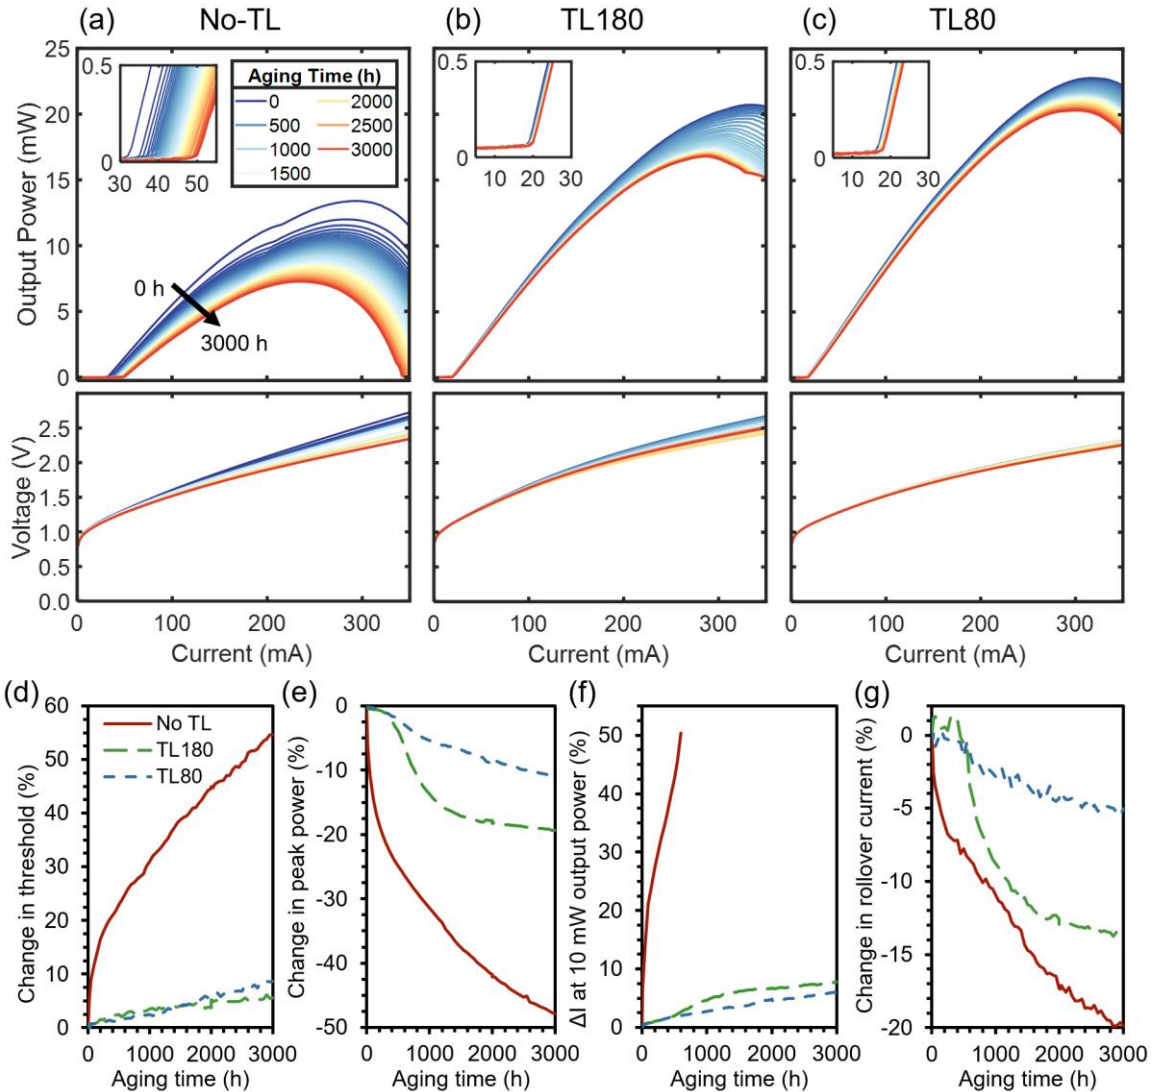 (a) No-TL
(b) TL180
(c) TL80
Output Power (mW)
25
20
15
10
5
0
0.5
0
30 40 50
Aging Time (h)
0 2000
500 2500
1000 3000
1500
0 h
3000 h
0.5
0
10 20 30
0.5
0
10 20 30
Voltage (V)
2.5
2.0
1.5
1.0
0.5
0.0
0 100 200 300
0 100 200 300
0 100 200 300
Current (mA)
Current (mA)
Current (mA)
(d)
Change in threshold (%)
60
50
40
30
20
10
0
No TL
TL180
TL80
0 1000 2000 3000
Aging time (h)
(e)
Change in peak power (%)
0
-10
-20
-30
-40
-50
0 1000 2000 3000
Aging time (h)
(f)
ΔI at 10 mW output power (%)
50
40
30
20
10
0
0 1000 2000 3000
Aging time (h)
(g)
Change in rollover current (%)
0
-5
-10
-15
-20
0 1000 2000 3000
Aging time (h)